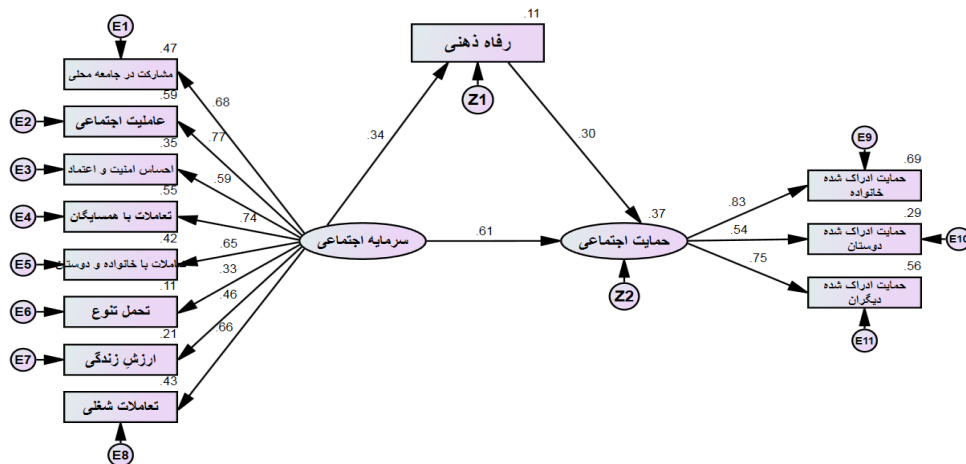 E1
.47
مشارکت در جامعه محلی
.68
E2
.59
عاملیت اجتماعی
.77
E3
.35
احساس امنیت و اعتماد
.59
E4
.55
تعاملات با همسایگان
.74
E5
.42
تعاملات با خانواده و دوستان
.65
E6
.11
تحمل تنوع
.33
E7
.21
ارزش زندگی
.46
.43
تعاملات شغلی
.66
E8
سرمایه اجتماعی
.34
.11
رفاه ذهنی
Z1
.30
.61
.37
حمایت اجتماعی
Z2
E9
.69
حمایت ادراک شده
خانواده
.83
.29
حمایت ادراک شده
دوستان
.54
E10
.56
حمایت ادراک شده
دیگران
.75
E11